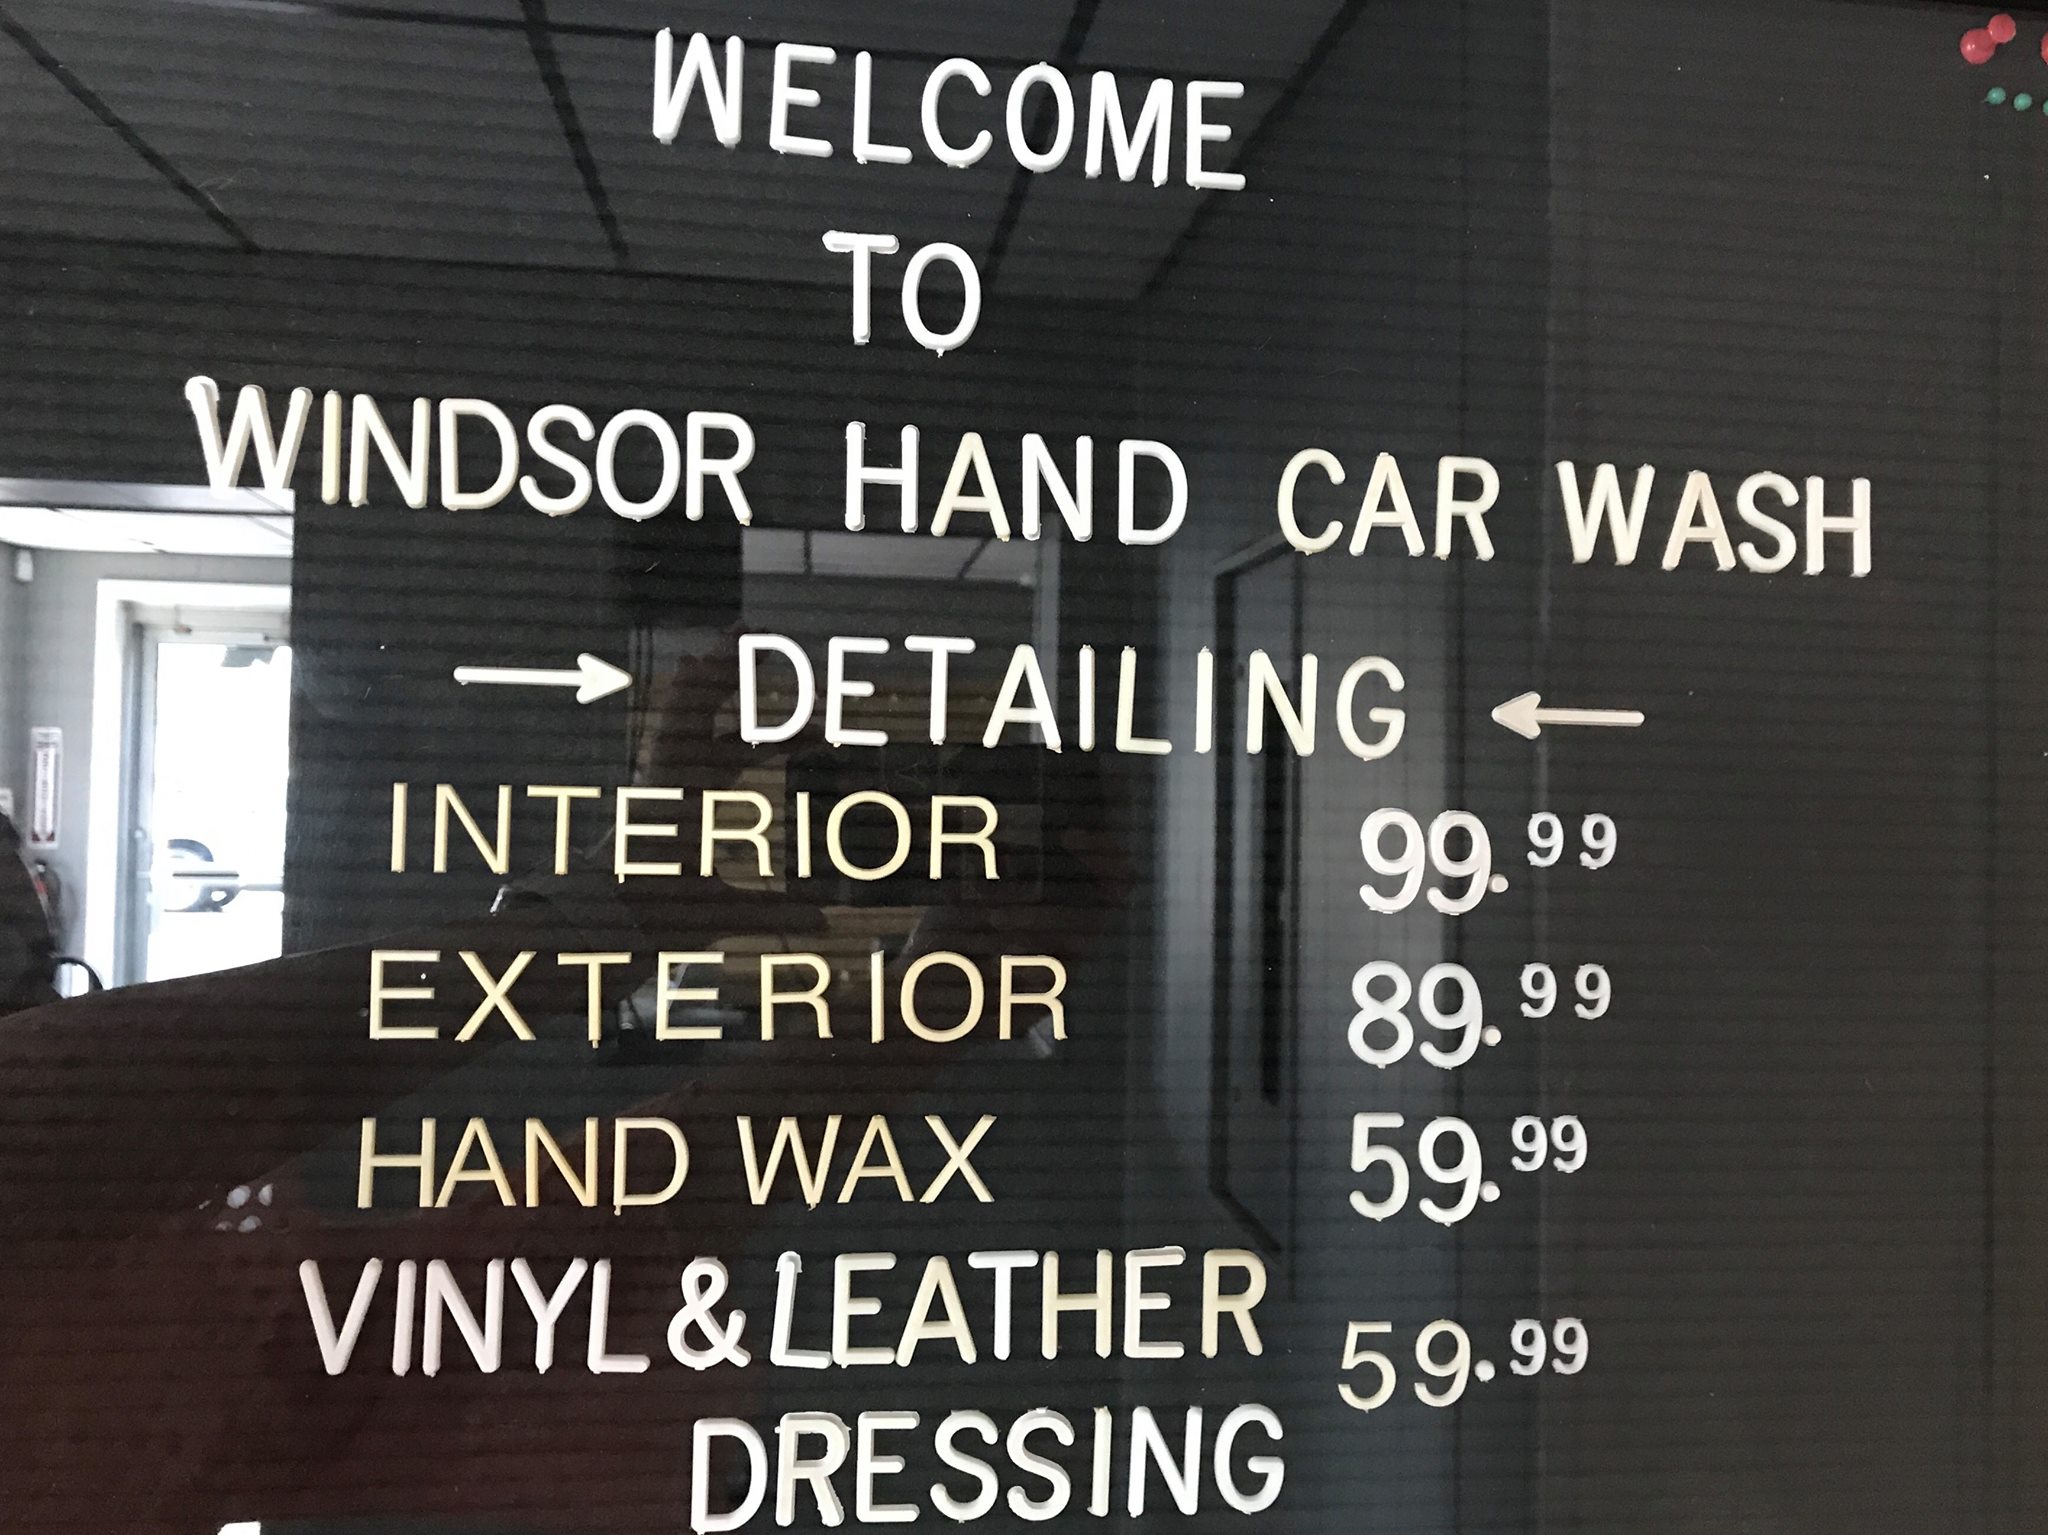 WELCOME
TO
WINDSOR HAND CAR WASH
→ DETAILING ←
INTERIOR 99.99
EXTERIOR 89.99
HAND WAX 59.99
VINYL & LEATHER 59.99
DRESSING